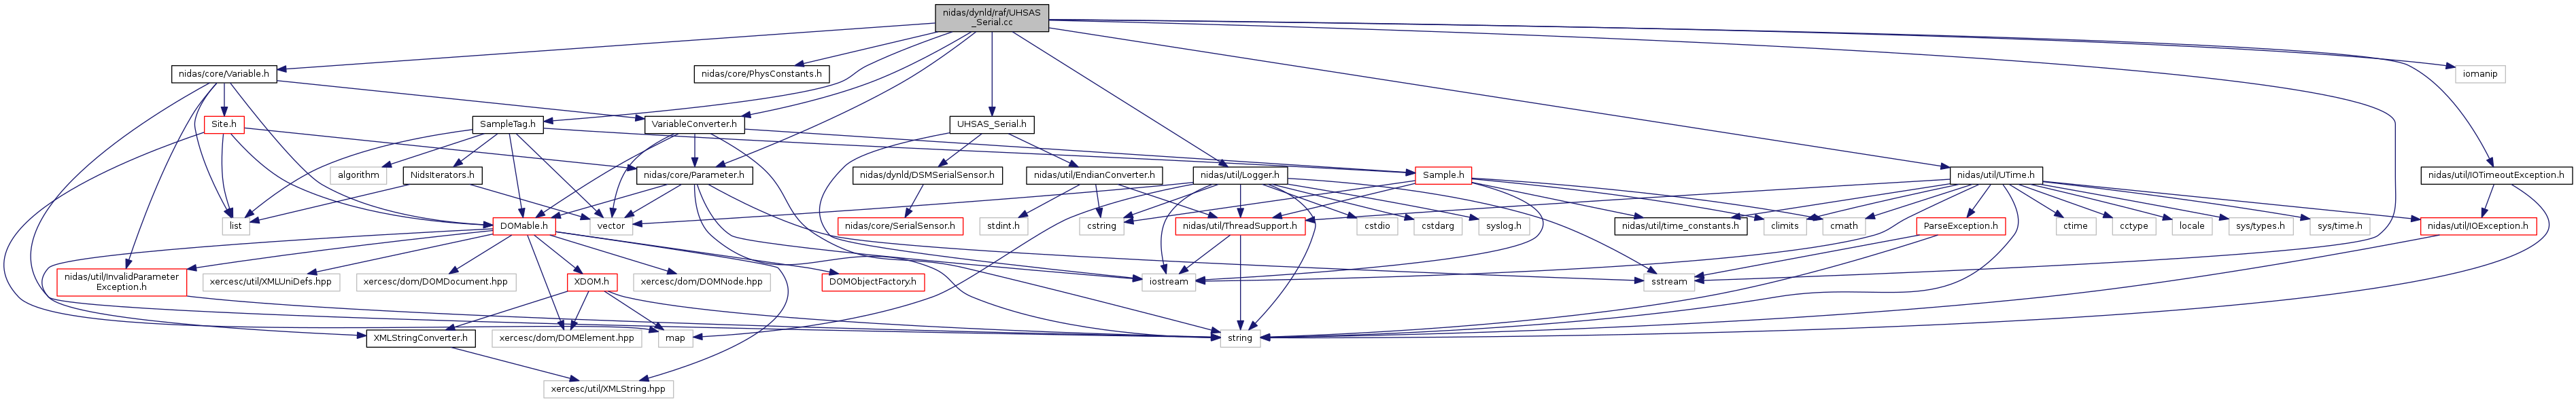 nidas/dynld/raf/UHSAS
_Serial.cc
nidas/core/Variable.h
nidas/core/PhysConstants.h
iomanip
Site.h
SampleTag.h
VariableConverter.h
UHSAS_Serial.h
algorithm
NidsIterators.h
nidas/core/Parameter.h
nidas/dynld/DSMSerialSensor.h
nidas/util/EndianConverter.h
nidas/util/Logger.h
Sample.h
nidas/util/UTime.h
nidas/util/IOTimeoutException.h
list
DOMable.h
vector
nidas/core/SerialSensor.h
stdint.h
cstring
nidas/util/ThreadSupport.h
cstdio
cstdarg
syslog.h
nidas/util/time_constants.h
climits
cmath
ParseException.h
ctime
cctype
locale
sys/types.h
sys/time.h
nidas/util/IOException.h
nidas/util/InvalidParameter
Exception.h
xercesc/util/XMLUniDefs.hpp
xercesc/dom/DOMDocument.hpp
XDOM.h
xercesc/dom/DOMNode.hpp
DOMObjectFactory.h
iostream
sstream
XMLStringConverter.h
xercesc/dom/DOMElement.hpp
map
string
xercesc/util/XMLString.hpp